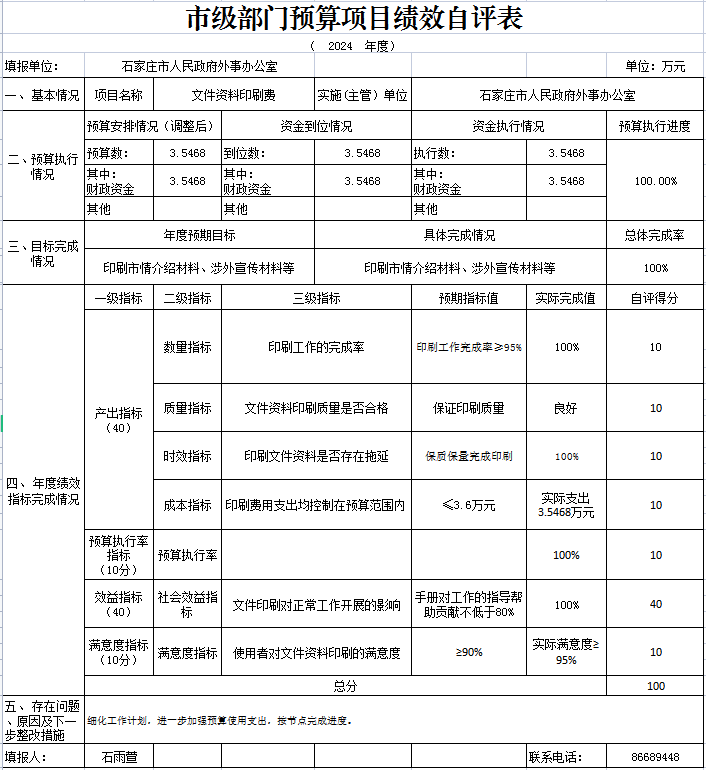 市级部门预算项目绩效自评表
( 2024 年度)
填报单位: 石家庄市人民政府外事办公室 单位:万元
一、基本情况 项目名称 文件资料印刷费 实施(主管)单位 石家庄市人民政府外事办公室
二、预算执行
情况
预算安排情况(调整后) 资金到位情况 资金执行情况 预算执行进度
预算数: 3.5468 到位数: 3.5468 执行数: 3.5468 100.00%
其中:
财政资金 3.5468 其中:
财政资金 3.5468 其中:
财政资金 3.5468
其他 其他 其他
三、目标完成
情况
年度预期目标 具体完成情况 总体完成率
印刷市情介绍材料、涉外宣传材料等 印刷市情介绍材料、涉外宣传材料等 100%
四、年度绩效
指标完成情况
一级指标 二级指标 三级指标 预期指标值 实际完成值 自评得分
产出指标
(40)
数量指标 印刷工作的完成率 印刷工作完成率≥95% 100% 10
质量指标 文件资料印刷质量是否合格 保证印刷质量 良好 10
时效指标 印刷文件资料是否存在拖延 保质保量完成印刷 100% 10
成本指标 印刷费用支出均控制在预算范围内 ≤3.6万元 实际支出
3.5468万元 10
预算执行率
指标
(10分) 预算执行率 100% 10
效益指标
(40) 社会效益指
标 文件印刷对正常工作开展的影响 手册对工作的指导帮
助贡献不低于80% 100% 40
满意度指标
(10分) 满意度指标 使用者对文件资料印刷的满意度 ≥90% 实际满意度≥
95% 10
总分 100
五、存在问题
、原因及下一
步整改措施
细化工作计划,进一步加强预算使用支出,按节点完成进度。
填报人: 石雨萱 联系电话: 86689448